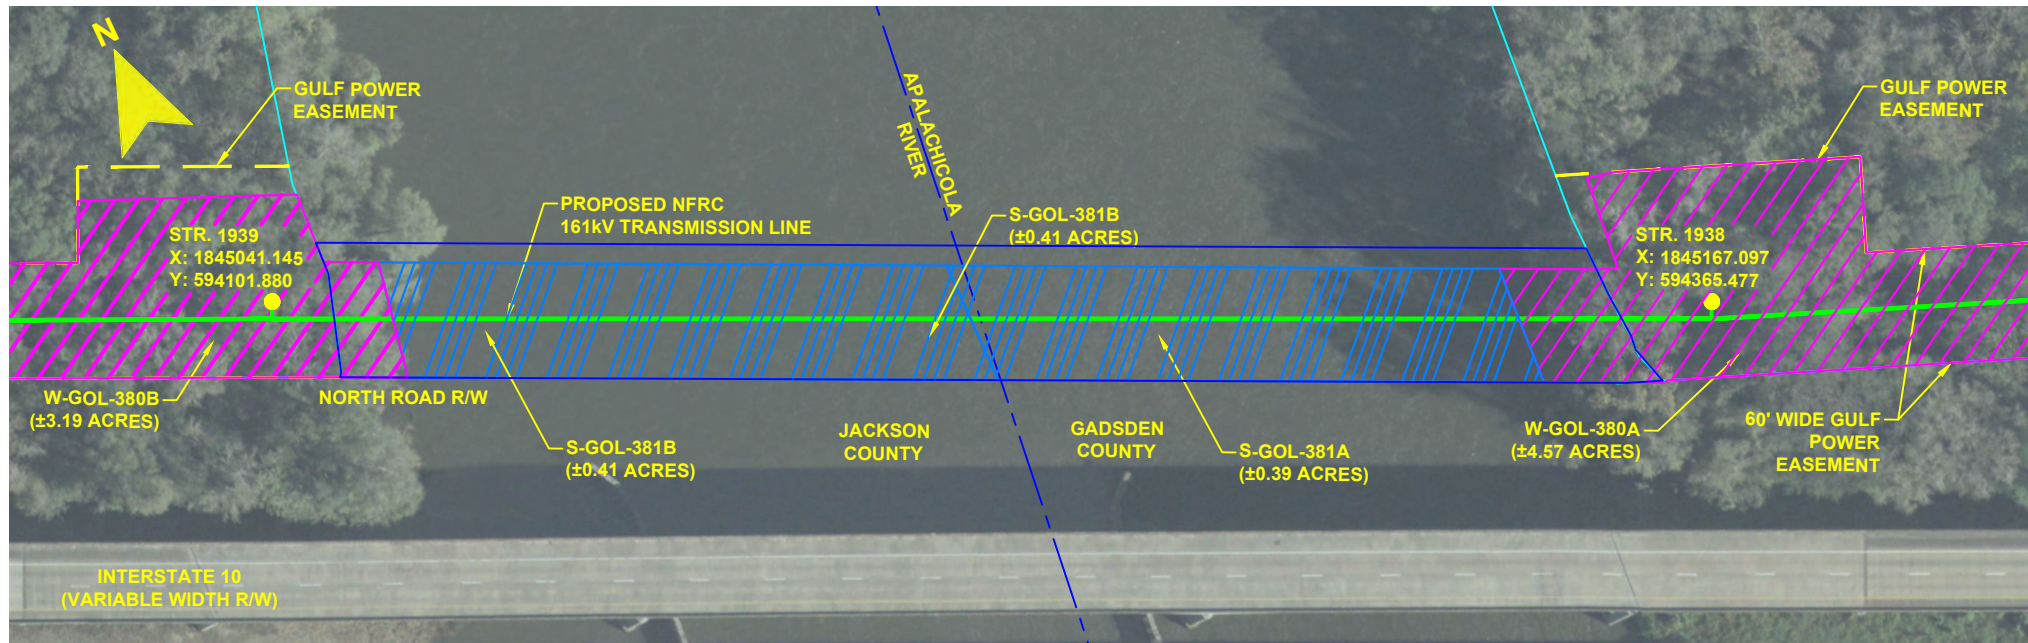 N
GULF POWER
EASEMENT
APALACHICOLA
RIVER
GULF POWER
EASEMENT
PROPOSED NFRC
161kV TRANSMISSION LINE
S-GOL-381B
(±0.41 ACRES)
STR. 1939
X: 1845041.145
Y: 594101.880
STR. 1938
X: 1845167.097
Y: 594365.477
W-GOL-380B
(±3.19 ACRES)
NORTH ROAD R/W
S-GOL-381B
(±0.41 ACRES)
JACKSON
COUNTY
GADSDEN
COUNTY
S-GOL-381A
(±0.39 ACRES)
W-GOL-380A
(±4.57 ACRES)
60' WIDE GULF
POWER
EASEMENT
INTERSTATE 10
(VARIABLE WIDTH R/W)